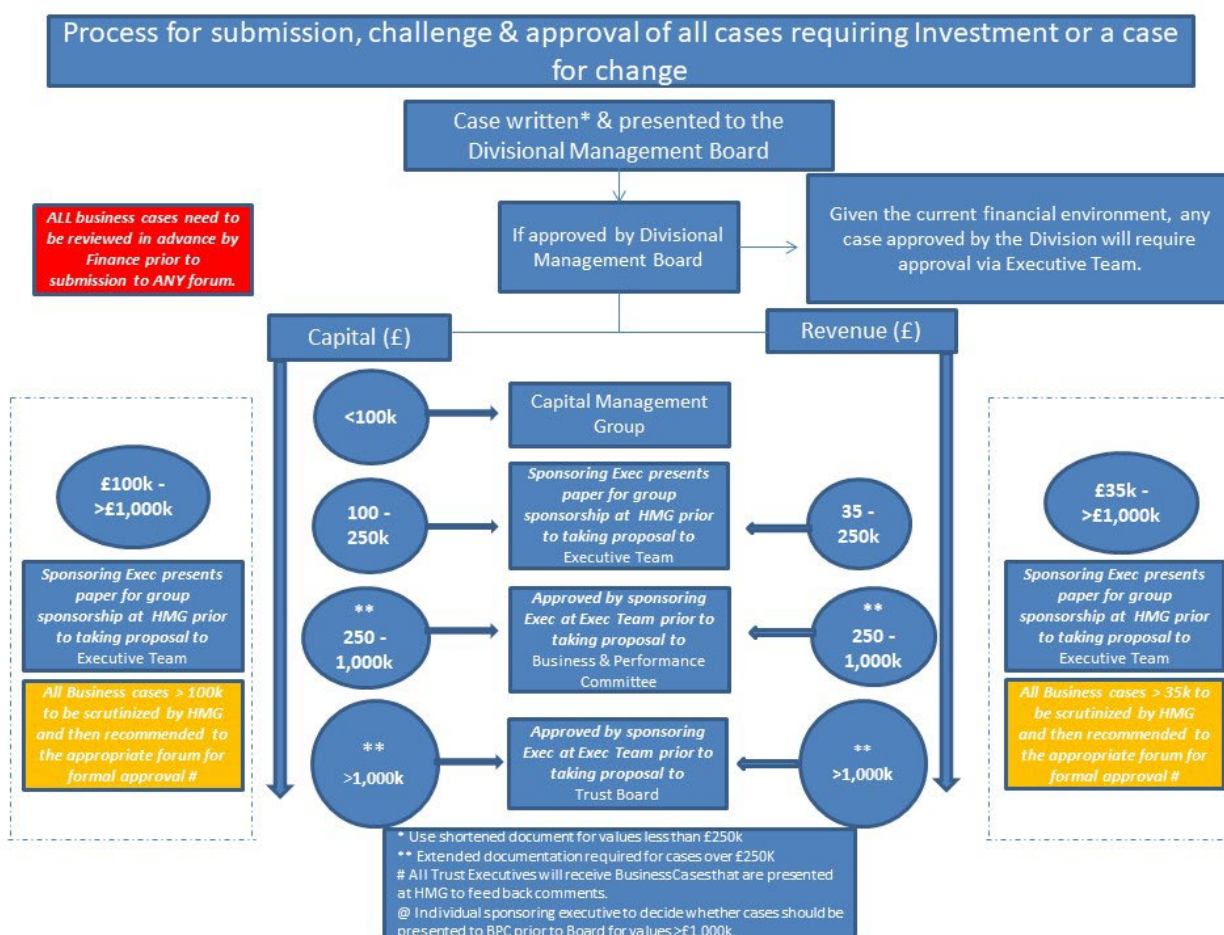 Process for submission, challenge & approval of all cases requiring Investment or a case
for change
Case written* & presented to the
Divisional Management Board
ALL business cases need to
be reviewed in advance by
Finance prior to
submission to ANY forum.
If approved by Divisional
Management Board
Given the current financial environment, any
case approved by the Division will require
approval via Executive Team.
Capital (£)
Revenue (£)
<100k
Capital Management
Group
£100k -
>£1,000k
Sponsoring Exec presents
paper for group
sponsorship at HMG prior
to taking proposal to
Executive Team
All Business cases > 100k
to be scrutinized by HMG
and then recommended to
the appropriate forum for
formal approval #
100 -
250k
Sponsoring Exec presents
paper for group
sponsorship at HMG prior
to taking proposal to
Executive Team
35 -
250k
**
250 -
1,000k
Approved by sponsoring
Exec at Exec Team prior to
taking proposal to
Business & Performance
Committee
**
250 -
1,000k
**
>1,000k
Approved by sponsoring
Exec at Exec Team prior to
taking proposal to
Trust Board
**
>1,000k
£35k -
>£1,000k
Sponsoring Exec presents
paper for group
sponsorship at HMG prior
to taking proposal to
Executive Team
All Business cases > 35k to
be scrutinized by HMG
and then recommended to
the appropriate forum for
formal approval #
* Use shortened document for values less than £250k
** Extended documentation required for cases over £250K
# All Trust Executives will receive BusinessCasesthat are presented
at HMG to feed back comments.
@ Individual sponsoring executive to decide whether cases should be
presented to BPC prior to Board for values >£1,000k